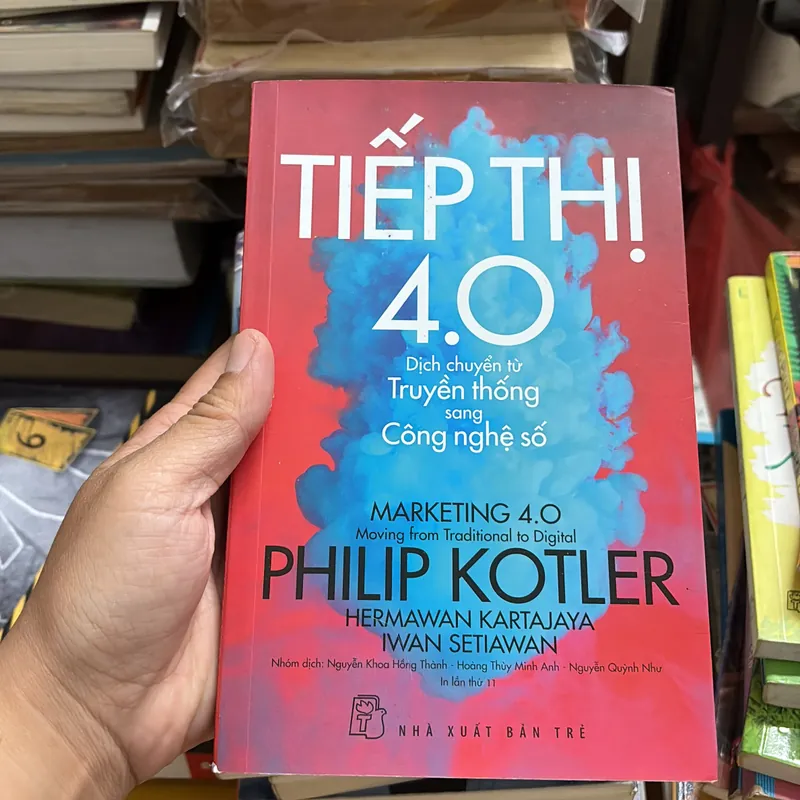 TIẾP THỊ
4.0
Dịch chuyển từ
Truyền thống
sang
Công nghệ số
MARKETING 4.0
Moving from Traditional to Digital
PHILIP KOTLER
HERMAWAN KARTAJAYA
IWAN SETIAWAN
Nhóm dịch: Nguyễn Khoa Hồng Thành - Hoàng Thùy Minh Anh - Nguyễn Quỳnh Như
In lần thứ 11
T
NHÀ XUẤT BẢN TRẺ
6